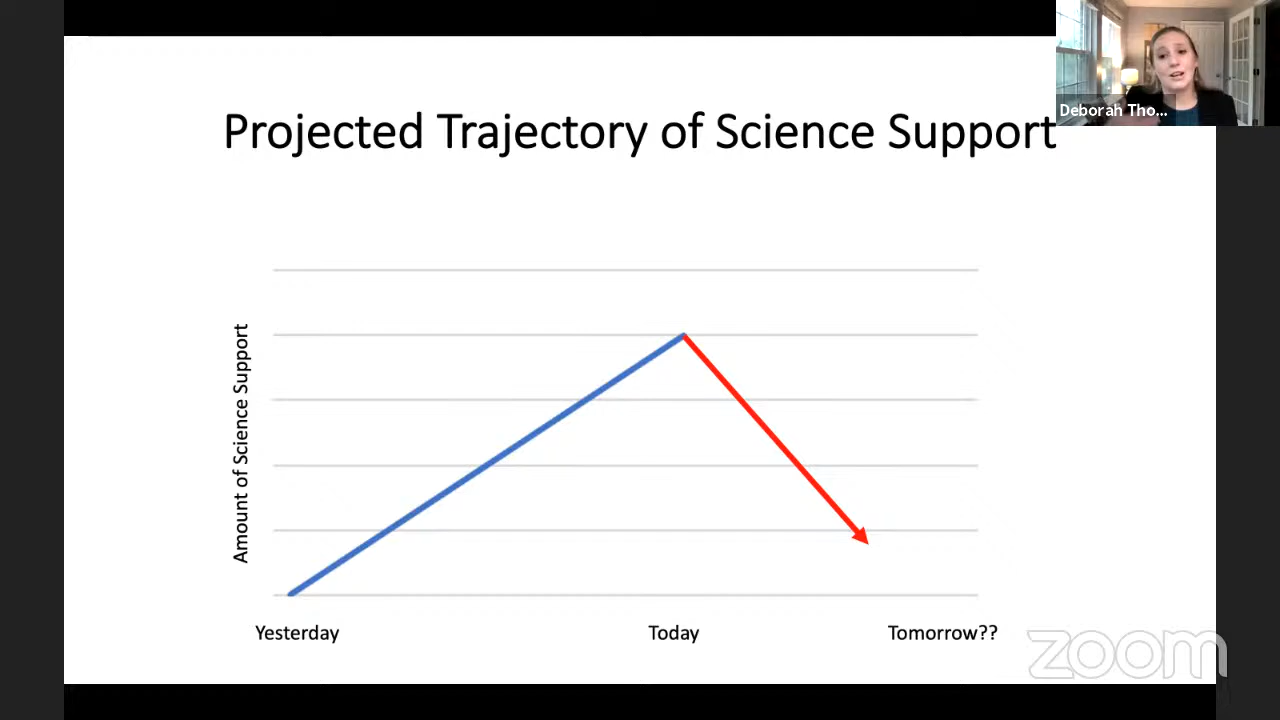 Deborah Tho...
Projected Trajectory of Science Support
Amount of Science Support
Yesterday
Today
Tomorrow??
zoom